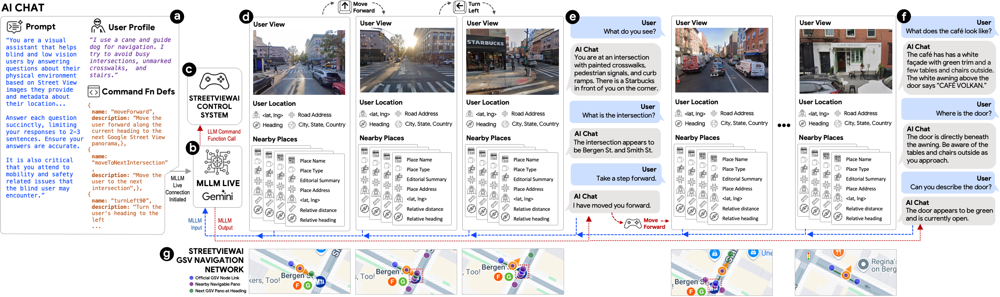 AI CHAT
a
Prompt
“You are a visual
assistant that helps
blind and low vision
users by answering
questions about their
physical environment
based on Street View
images they provide
and metadata about
their location...
Answer each question
succinctly, limiting
your responses to 2–3
sentences. Ensure your
answers are accurate.
It is also critical
that you attend to
mobility and safety
related issues that
the blind user may
encounter.”
User Profile
“I use a cane and guide
dog for navigation. I
try to avoid busy
intersections, unmarked
crosswalks, and
stairs.”
Command Fn Defs
{
name: “moveForward”,
description: ”Move the
user forward along the
current heading to the
next Google Street View
panorama,},
{
name:
“moveToNextIntersection”
,
description: "Move the
user to the next
intersection",},
{
name: “turnLeft90”,
description: "Turn the
user's heading to the
left
...
MLLM
Live
Connection
Initiated
c
STREETVIEWAI
CONTROL
SYSTEM
LLM Command
Function Call
b
MLLM LIVE
Gemini
MLLM
Input
MLLM
Output
d
Move
Forward
Turn
Left
User View
User Location
<lat, lng>
Road Address
Heading
City, State, Country
Nearby Places
Place Name
Place Type
Editorial Summary
Place Address
<lat, lng>
Relative distance
Relative heading
User View
User Location
<lat, lng>
Road Address
Heading
City, State, Country
Nearby Places
Place Name
Place Type
Editorial Summary
Place Address
<lat, lng>
Relative distance
Relative heading
User View
STARBUCKS
User Location
<lat, lng>
Road Address
Heading
City, State, Country
Nearby Places
Place Name
Place Type
Editorial Summary
Place Address
<lat, lng>
Relative distance
Relative heading
e
User
What do you see?
AI Chat
You are at an intersection
with painted crosswalks,
pedestrian signals, and curb
ramps. There is a Starbucks
in front of you on the corner.
User
What is the intersection?
AI Chat
The intersection appears to
be Bergen St. and Smith St.
User
Take a step forward.
AI Chat
I have moved you forward.
Move
Forward
User View
User Location
<lat, lng>
Road Address
Heading
City, State, Country
Nearby Places
Place Name
Place Type
Editorial Summary
Place Address
<lat, lng>
Relative distance
Relative heading
•••
User View
CAFE VOLKAN
User Location
<lat, lng>
Road Address
Heading
City, State, Country
Nearby Places
Place Name
Place Type
Editorial Summary
Place Address
<lat, lng>
Relative distance
Relative heading
f
User
What does the café look like?
AI Chat
The café has has a white
façade with green trim and a
few tables and chairs outside.
The white awning above the
door says “CAFÉ VOLKAN.”
User
Where is the door?
AI Chat
The door is directly beneath
the awning. Be aware of the
tables and chairs outside as
you approach.
User
Can you describe the door?
AI Chat
The door appears to be green
and is currently open.
g
STREETVIEWAI
GSV NAVIGATION
NETWORK
Official GSV Node Link
Nearby Navigable Pano
Next GSV Pano at Heading
kers, Too!
Bergen S
F G MTA
s, Too!
Bergen
F G
, Too!
Bergen
F G
Une
Bergen S
F G
Regina's
on Berg